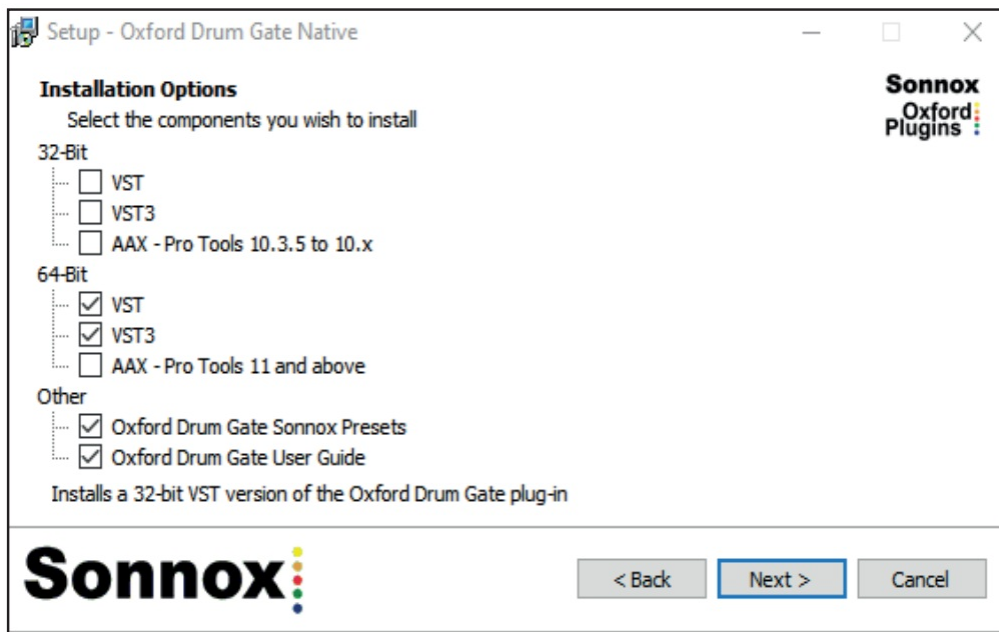 Setup - Oxford Drum Gate Native
Installation Options
Select the components you wish to install
Sonnox
Oxford
Plugins
32-Bit
VST
VST3
AAX - Pro Tools 10.3.5 to 10.x
64-Bit
VST
VST3
AAX - Pro Tools 11 and above
Other
Oxford Drum Gate Sonnox Presets
Oxford Drum Gate User Guide
Installs a 32-bit VST version of the Oxford Drum Gate plug-in
Sonnox
< Back Next > Cancel